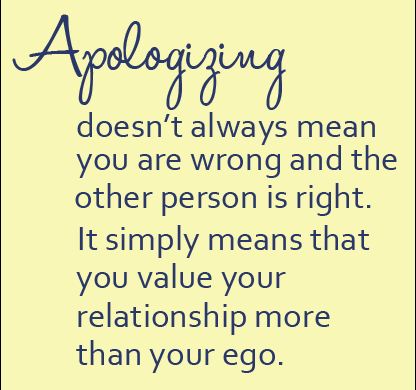 Apologizing
doesn't always mean
you are wrong and the
other person is right.
It simply means that
you value your
relationship more
than your ego.